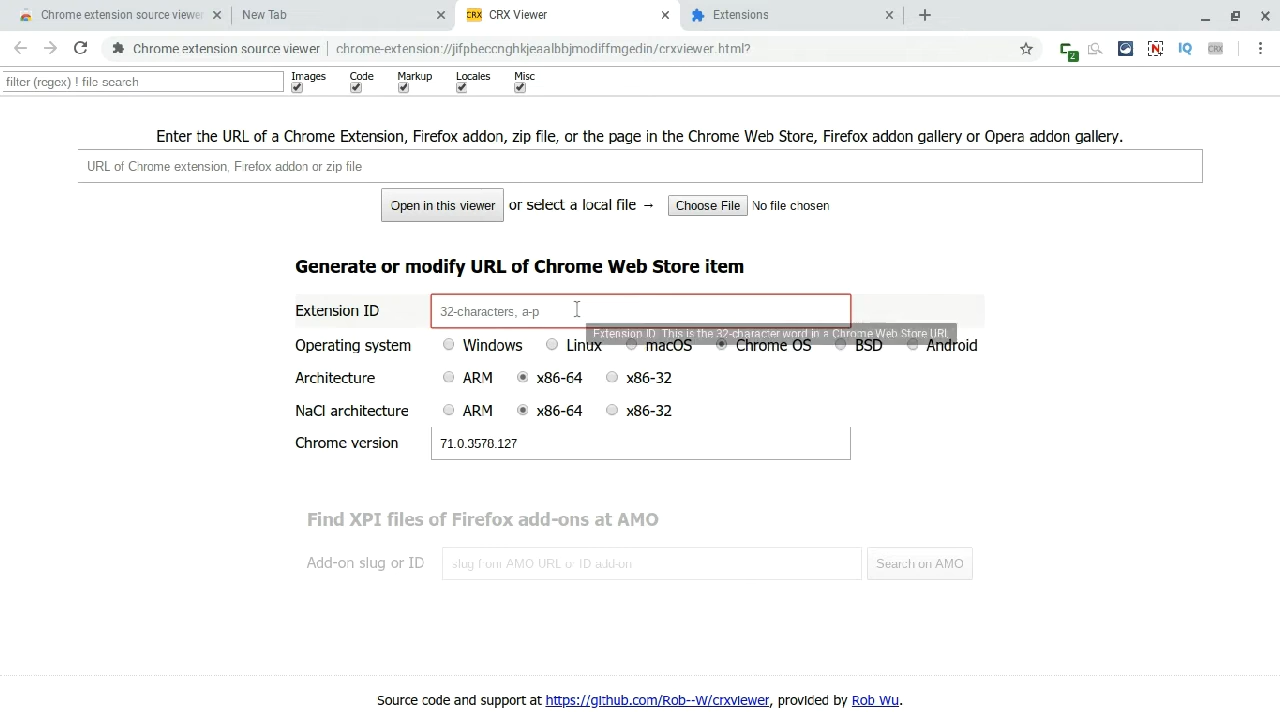 Chrome extension source viewer
New Tab
CRX Viewer
Extensions
Chrome extension source viewer
chrome-extension://jifpbeccnghkjeaalbbjmodiffmgedin/crxviewer.html?
2
N
IQ
CRX
filter (regex) ! file search
Images Code Markup Locales Misc
Enter the URL of a Chrome Extension, Firefox addon, zip file, or the page in the Chrome Web Store, Firefox addon gallery or Opera addon gallery.
URL of Chrome extension, Firefox addon or zip file
Open in this viewer or select a local file → Choose File No file chosen
Generate or modify URL of Chrome Web Store item
Extension ID 32-characters, a-p
Extension ID: This is the 32-character word in a Chrome Web Store URL
Operating system Windows Linux macOS Chrome OS BSD Android
Architecture ARM x86-64 x86-32
NaCl architecture ARM x86-64 x86-32
Chrome version 71.0.3578.127
Find XPI files of Firefox add-ons at AMO
Add-on slug or ID slug from AMO URL or ID add-on Search on AMO
Source code and support at https://github.com/Rob--W/crxviewer, provided by Rob Wu.